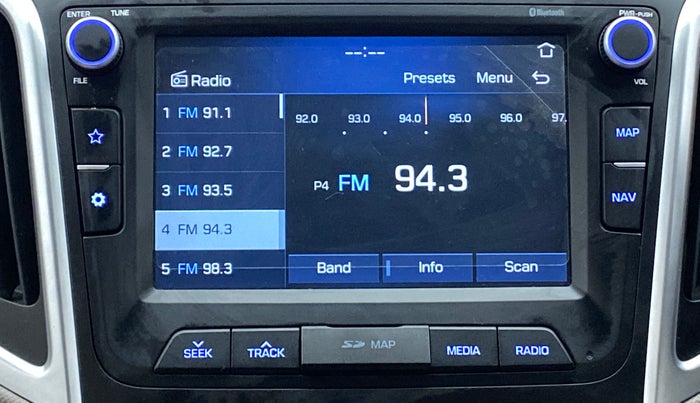 ENTER TUNE
Bluetooth
PWR-PUSH
FILE
VOL
--:--
Radio Presets Menu
1 FM 91.1
2 FM 92.7
3 FM 93.5
4 FM 94.3
5 FM 98.3
92.0 93.0 94.0 95.0 96.0 97.
P4 FM 94.3
Band Info Scan
MAP
NAV
SEEK TRACK SD MAP MEDIA RADIO